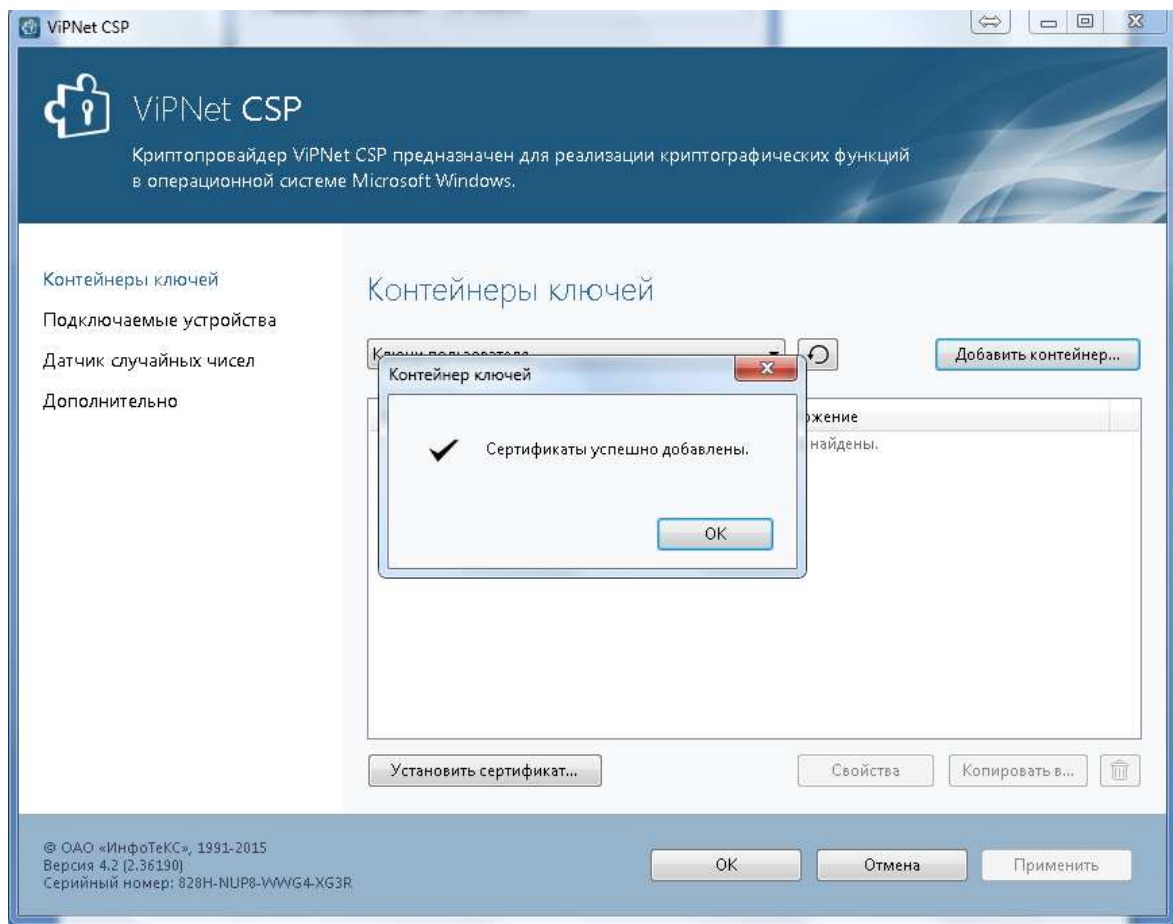 ViPNet CSP
ViPNet CSP
Криптопровайдер ViPNet CSP предназначен для реализации криптографических функций
в операционной системе Microsoft Windows.
Контейнеры ключей
Подключаемые устройства
Датчик случайных чисел
Дополнительно
Контейнеры ключей
Ключи пользователя
Добавить контейнер...
Контейнер ключей
Сертификаты успешно добавлены.
OK
найдены.
Установить сертификат...
Свойства
Копировать в...
© ОАО «ИнфоТеКС», 1991-2015
Версия 4.2 (2.36190)
Серийный номер: 828H-NUP8-WWG4-XG3R
OK
Отмена
Применить